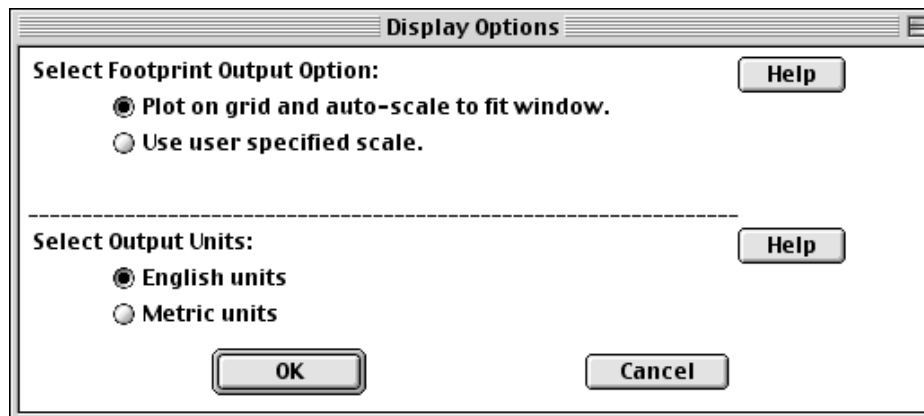 Display Options
Select Footprint Output Option: Help
Plot on grid and auto-scale to fit window.
Use user specified scale.
Select Output Units: Help
English units
Metric units
OK Cancel